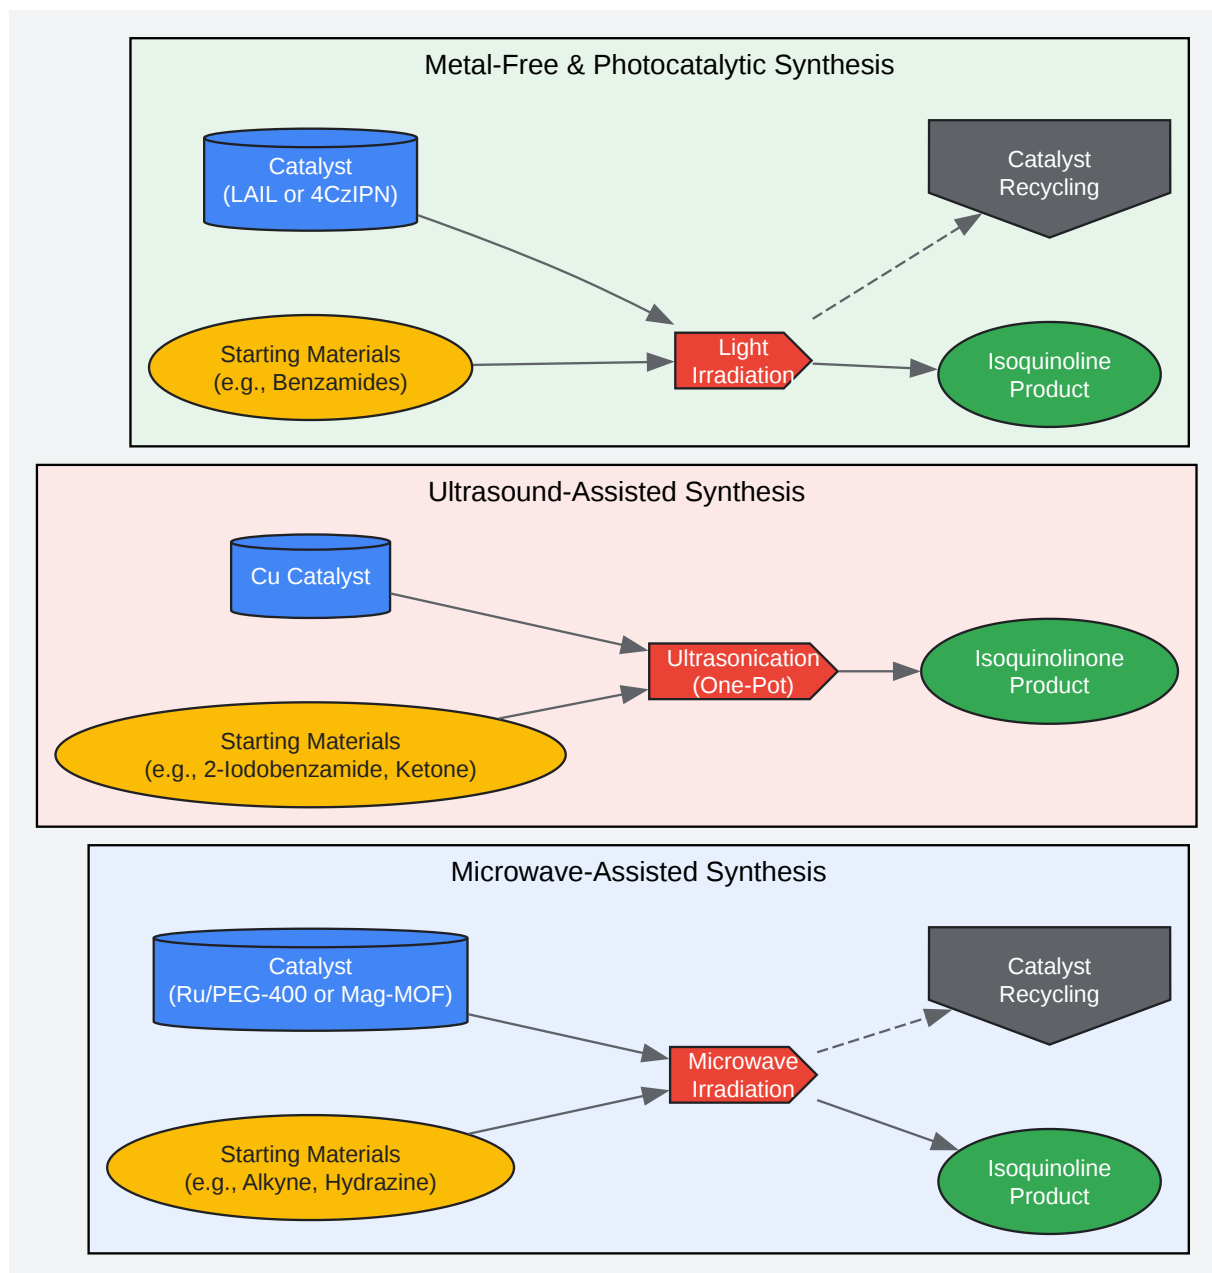 Metal-Free & Photocatalytic Synthesis
Catalyst
(LAIL or 4CzIPN)
Catalyst
Recycling
Starting Materials
(e.g., Benzamides)
Light
Irradiation
Isoquinoline
Product
Ultrasound-Assisted Synthesis
Cu Catalyst
Ultrasonication
(One-Pot)
Isoquinolinone
Product
Starting Materials
(e.g., 2-Iodobenzamide, Ketone)
Microwave-Assisted Synthesis
Catalyst
(Ru/PEG-400 or Mag-MOF)
Catalyst
Recycling
Microwave
Irradiation
Starting Materials
(e.g., Alkyne, Hydrazine)
Isoquinoline
Product